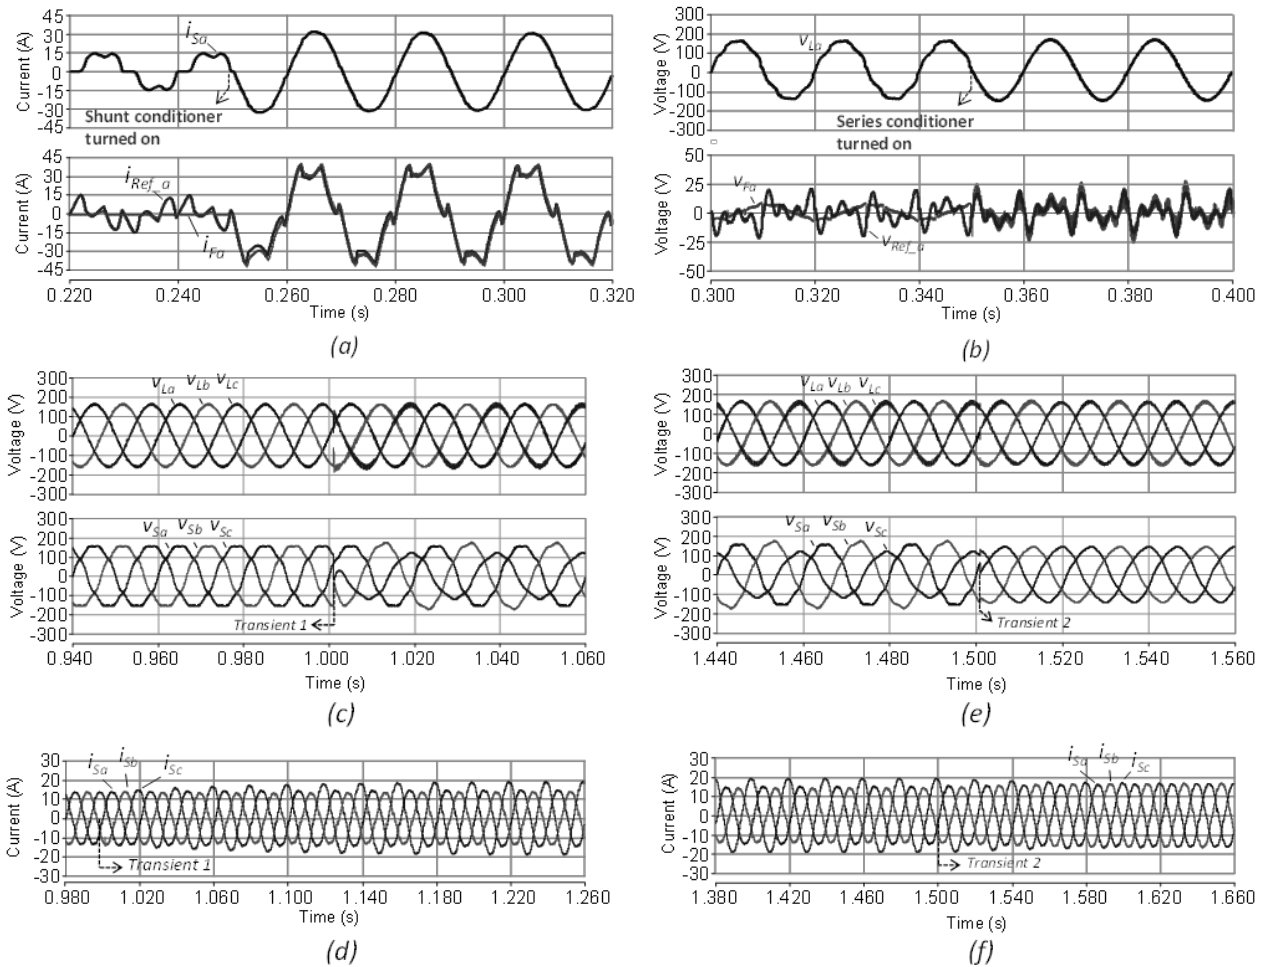 Current (A)
45
30
15
0
-15
-30
-45
i_Sa
Shunt conditioner
turned on
Current (A)
45
30
15
0
-15
-30
-45
i_Ref_a
i_Fa
0.220 0.240 0.260 0.280 0.300 0.320
Time (s)
(a)
Voltage (V)
300
200
100
0
-100
-200
-300
v_La
Series conditioner
turned on
Voltage (V)
50
25
0
-25
-50
v_Fa
v_Ref_a
0.300 0.320 0.340 0.360 0.380 0.400
Time (s)
(b)
Voltage (V)
300
200
100
0
-100
-200
-300
v_La v_Lb v_Lc
Voltage (V)
300
200
100
0
-100
-200
-300
v_Sa v_Sb v_Sc
Transient 1
0.940 0.960 0.980 1.000 1.020 1.040 1.060
Time (s)
(c)
Voltage (V)
300
200
100
0
-100
-200
-300
v_La v_Lb v_Lc
Voltage (V)
300
200
100
0
-100
-200
-300
v_Sa v_Sb v_Sc
Transient 2
1.440 1.460 1.480 1.500 1.520 1.540 1.560
Time (s)
(e)
Current (A)
30
20
10
0
-10
-20
-30
i_Sa i_Sb i_Sc
Transient 1
0.980 1.020 1.060 1.100 1.140 1.180 1.220 1.260
Time (s)
(d)
Current (A)
30
20
10
0
-10
-20
-30
i_Sa i_Sb i_Sc
Transient 2
1.380 1.420 1.460 1.500 1.540 1.580 1.620 1.660
Time (s)
(f)